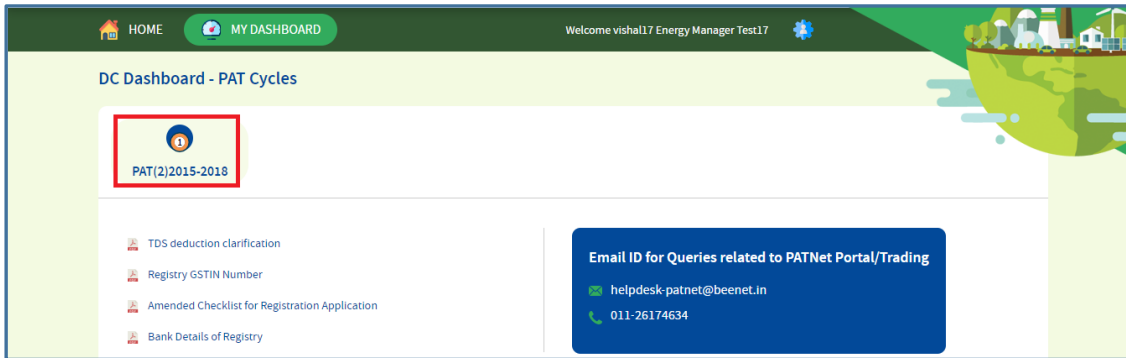 HOME
MY DASHBOARD
Welcome vishal17 Energy Manager Test17
DC Dashboard - PAT Cycles
1
PAT(2)2015-2018
TDS deduction clarification
Registry GSTIN Number
Amended Checklist for Registration Application
Bank Details of Registry
Email ID for Queries related to PATNet Portal/Trading
helpdesk-patnet@beenet.in
011-26174634